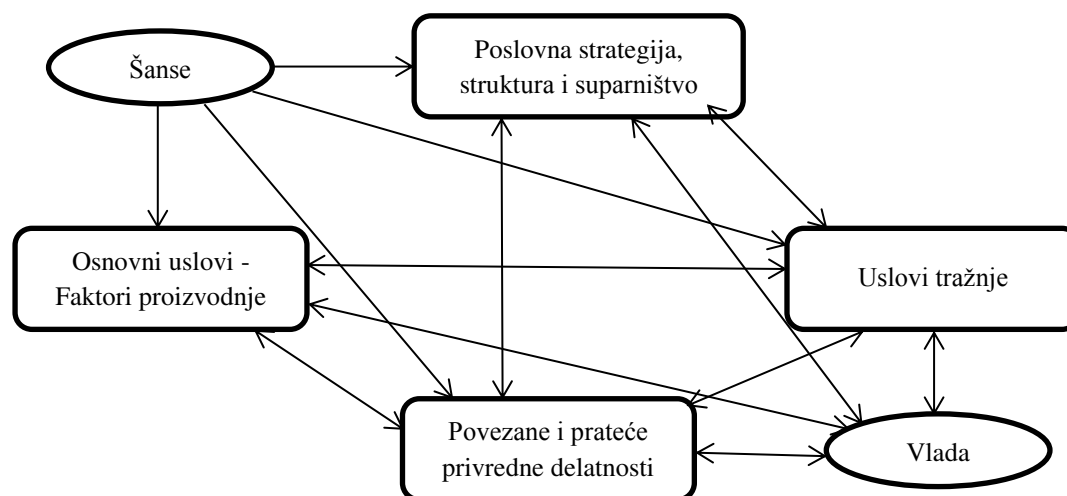 Šanse
Poslovna strategija,
struktura i suparništvo
Osnovni uslovi -
Faktori proizvodnje
Uslovi tražnje
Povezane i prateće
privredne delatnosti
Vlada